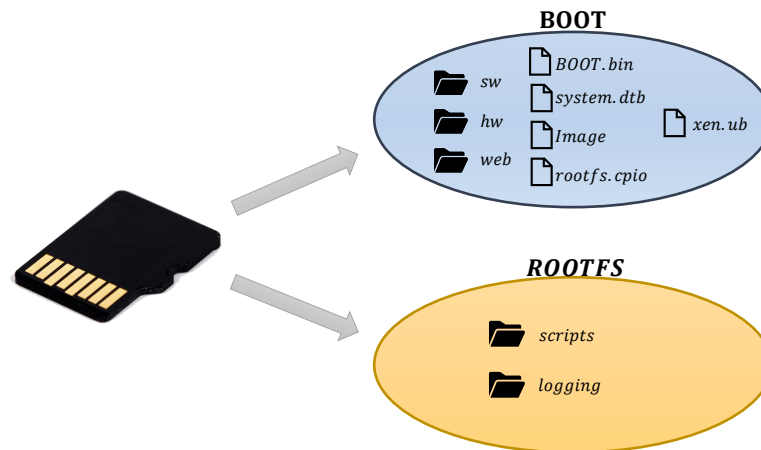 BOOT
sw
hw
web
BOOT.bin
system.dtb
Image
rootfs.cpio
xen.ub
ROOTFS
scripts
logging